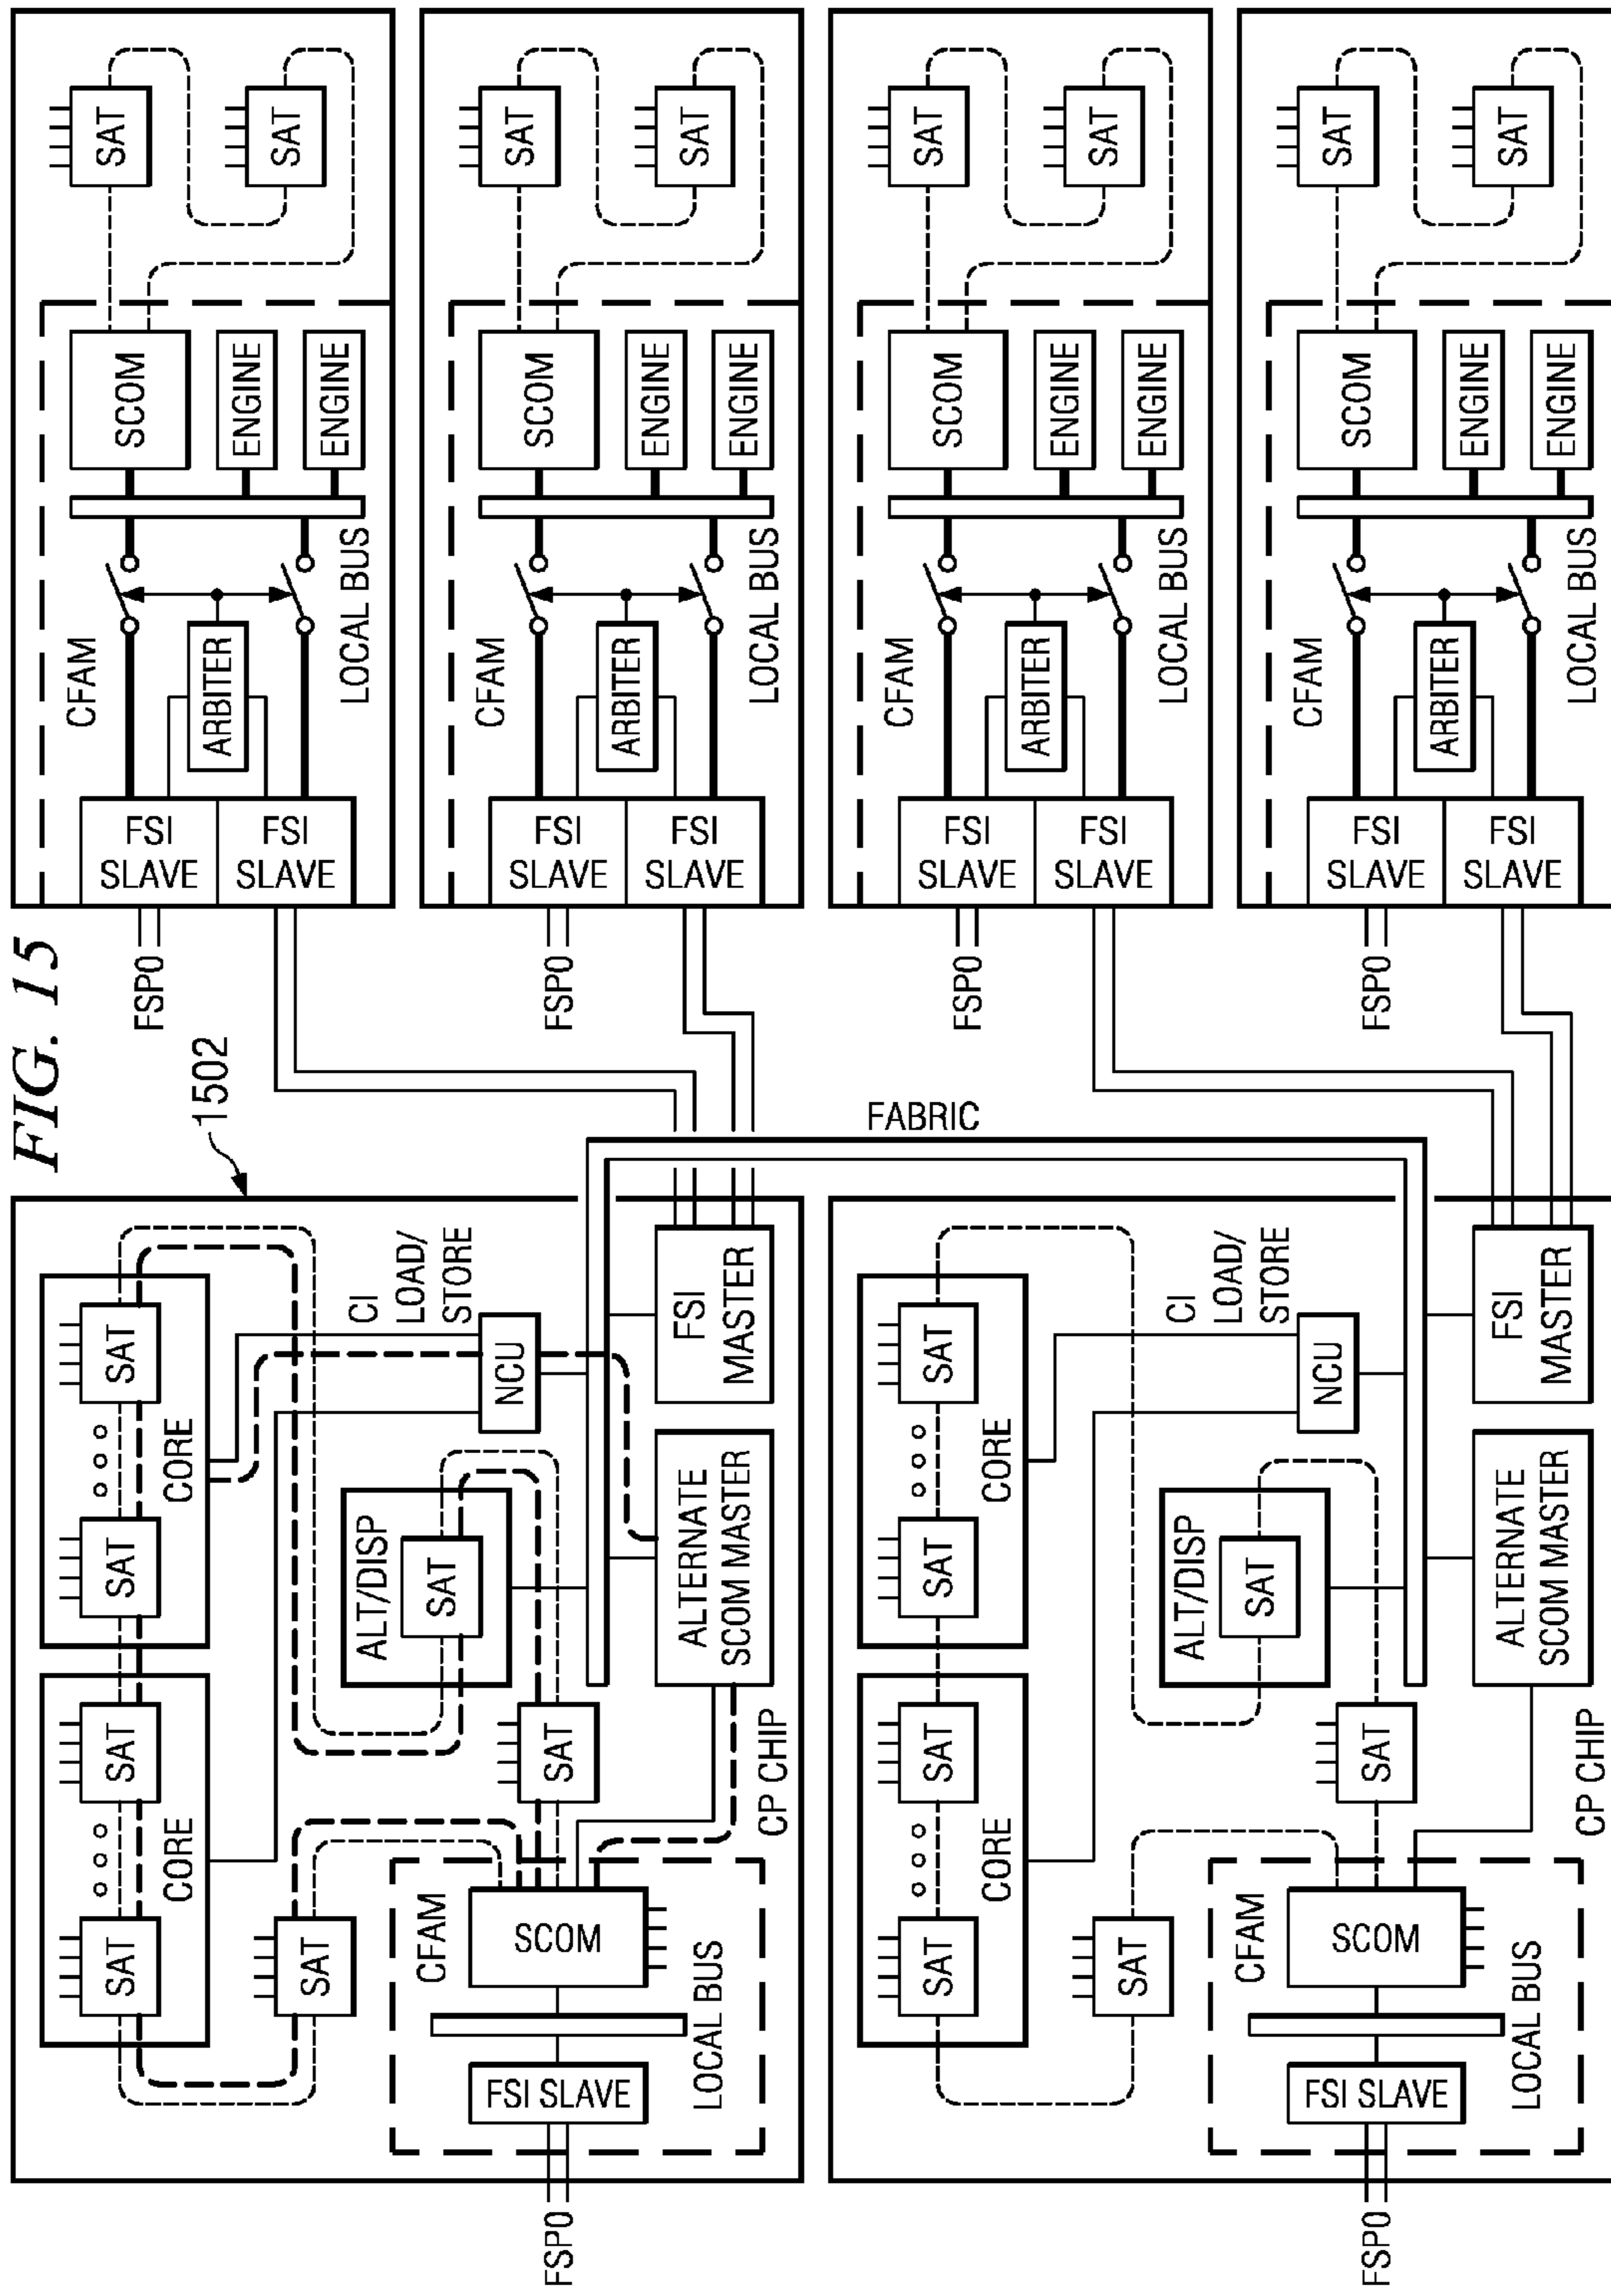 FIG. 15
1502
SAT
SAT
SAT
SAT
CORE
CORE
SAT
ALT/DISP
SAT
SAT
CI
LOAD/
STORE
NCU
CFAM
SCOM
FSI SLAVE
LOCAL BUS
FSP0
ALTERNATE
SCOM MASTER
FSI
MASTER
CP CHIP
FABRIC
SAT
SAT
SAT
SAT
CORE
CORE
SAT
ALT/DISP
SAT
SAT
CI
LOAD/
STORE
NCU
CFAM
SCOM
FSI SLAVE
LOCAL BUS
FSP0
ALTERNATE
SCOM MASTER
FSI
MASTER
CP CHIP
FSP0
FSI
SLAVE
FSI
SLAVE
CFAM
ARBITER
LOCAL BUS
SCOM
ENGINE
ENGINE
SAT
SAT
FSP0
FSI
SLAVE
FSI
SLAVE
CFAM
ARBITER
LOCAL BUS
SCOM
ENGINE
ENGINE
SAT
SAT
FSP0
FSI
SLAVE
FSI
SLAVE
CFAM
ARBITER
LOCAL BUS
SCOM
ENGINE
ENGINE
SAT
SAT
FSP0
FSI
SLAVE
FSI
SLAVE
CFAM
ARBITER
LOCAL BUS
SCOM
ENGINE
ENGINE
SAT
SAT